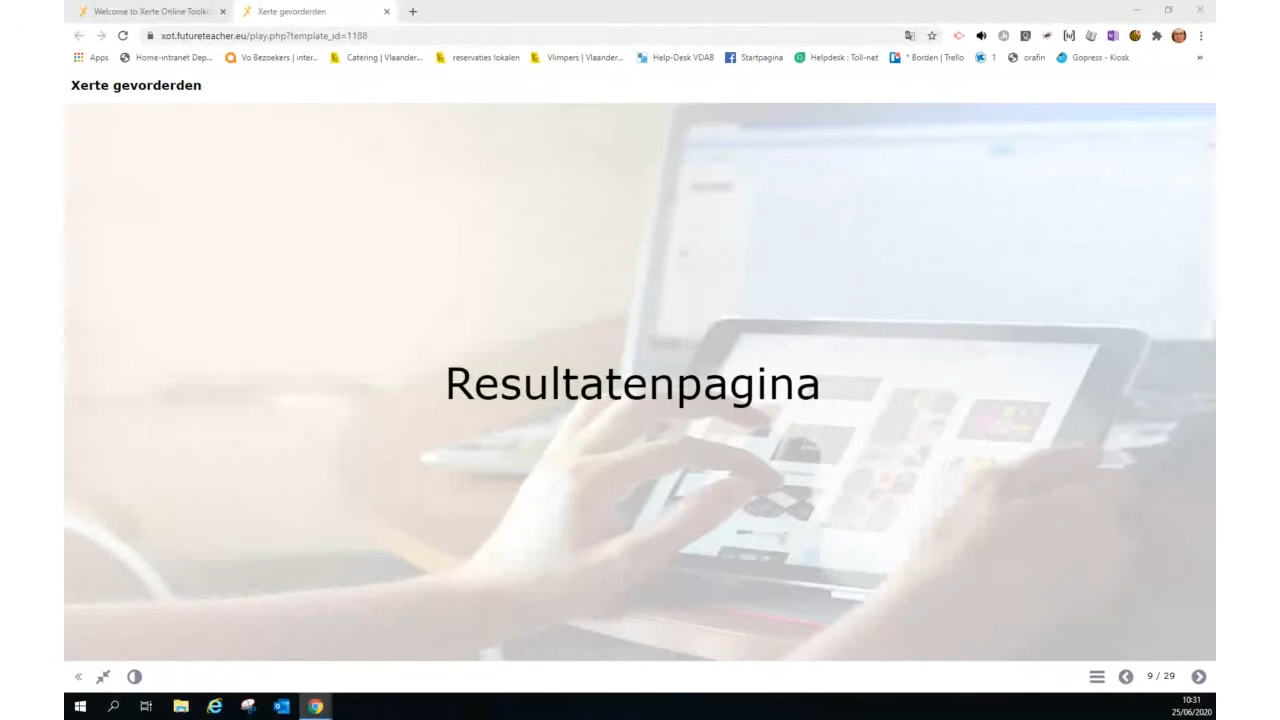 Welcome to Xerte Online Toolki
Xerte gevorderden
xot.futureteacher.eu/play.php?template_id=1188
Apps
Home-intranet Dep...
Vo Bezoekers | inter...
Catering | Vlaander...
reservaties lokalen
Vlimpers | Vlaander...
Help-Desk VDAB
Startpagina
Helpdesk : Toll-net
* Borden | Trello
1
orafin
Gopress - Kiosk
»
Xerte gevorderden
Resultatenpagina
«
9 / 29
10:31
25/06/2020